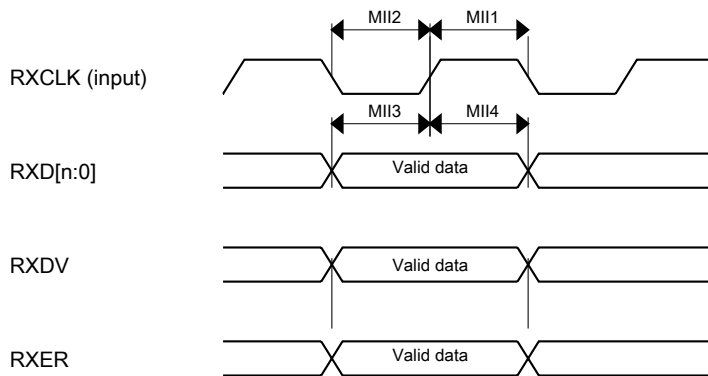 MII2 MII1
RXCLK (input)
MII3 MII4
RXD[n:0] Valid data
RXDV Valid data
RXER Valid data